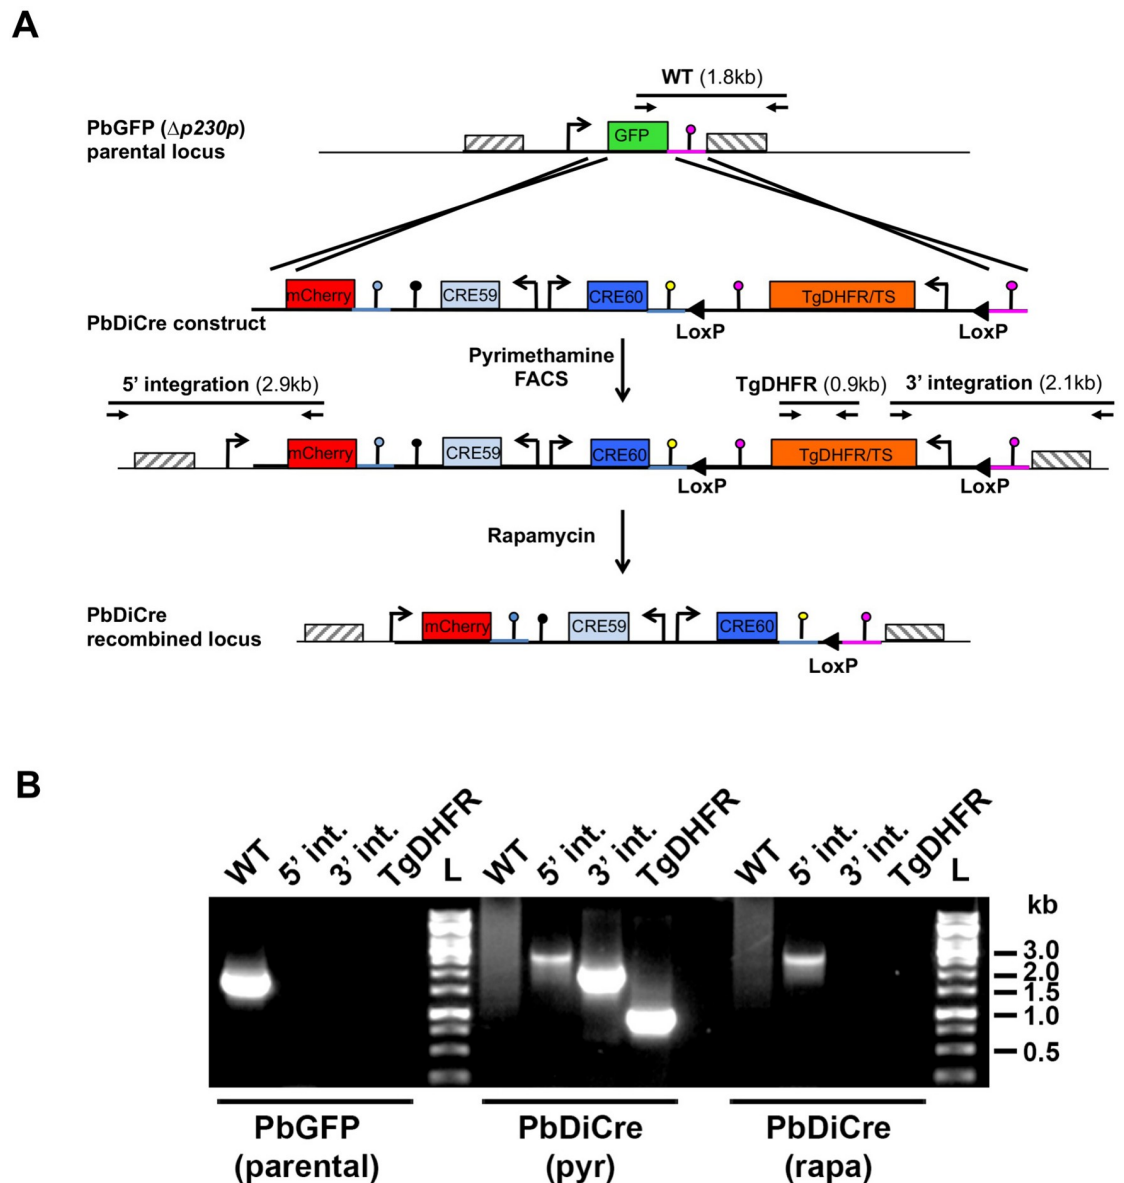 A
WT (1.8kb)
PbGFP (Δp230p)
parental locus
GFP
mCherry
CRE59
CRE60
TgDHFR/TS
PbDiCre construct
LoxP
LoxP
Pyrimethamine
FACS
5’ integration (2.9kb)
TgDHFR (0.9kb)
3’ integration (2.1kb)
mCherry
CRE59
CRE60
TgDHFR/TS
LoxP
LoxP
Rapamycin
PbDiCre
recombined locus
mCherry
CRE59
CRE60
LoxP
B
WT
5’ int.
3’ int.
TgDHFR
L
WT
5’ int.
3’ int.
TgDHFR
WT
5’ int.
3’ int.
TgDHFR
L
kb
3.0
2.0
1.5
1.0
0.5
PbGFP
(parental)
PbDiCre
(pyr)
PbDiCre
(rapa)